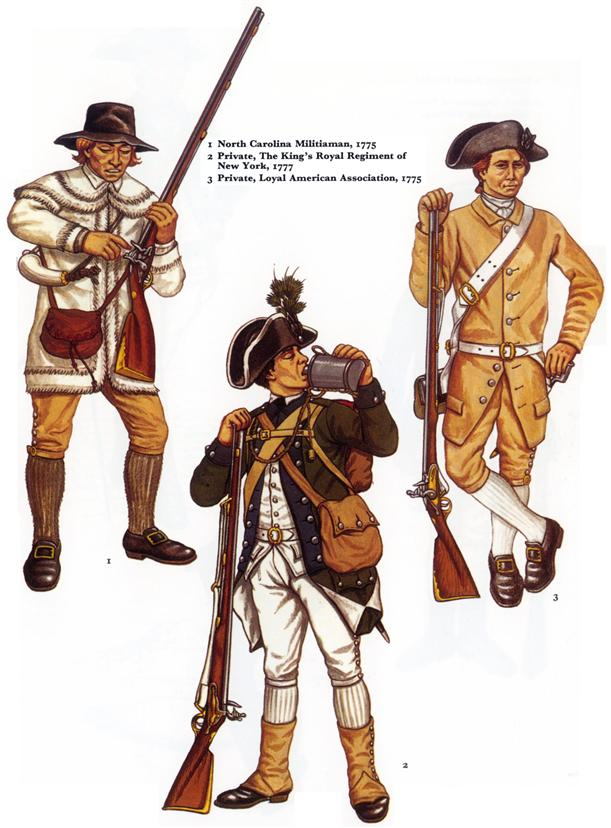 1 North Carolina Militiaman, 1775
2 Private, The King's Royal Regiment of
New York, 1777
3 Private, Loyal American Association, 1775
1
3
2